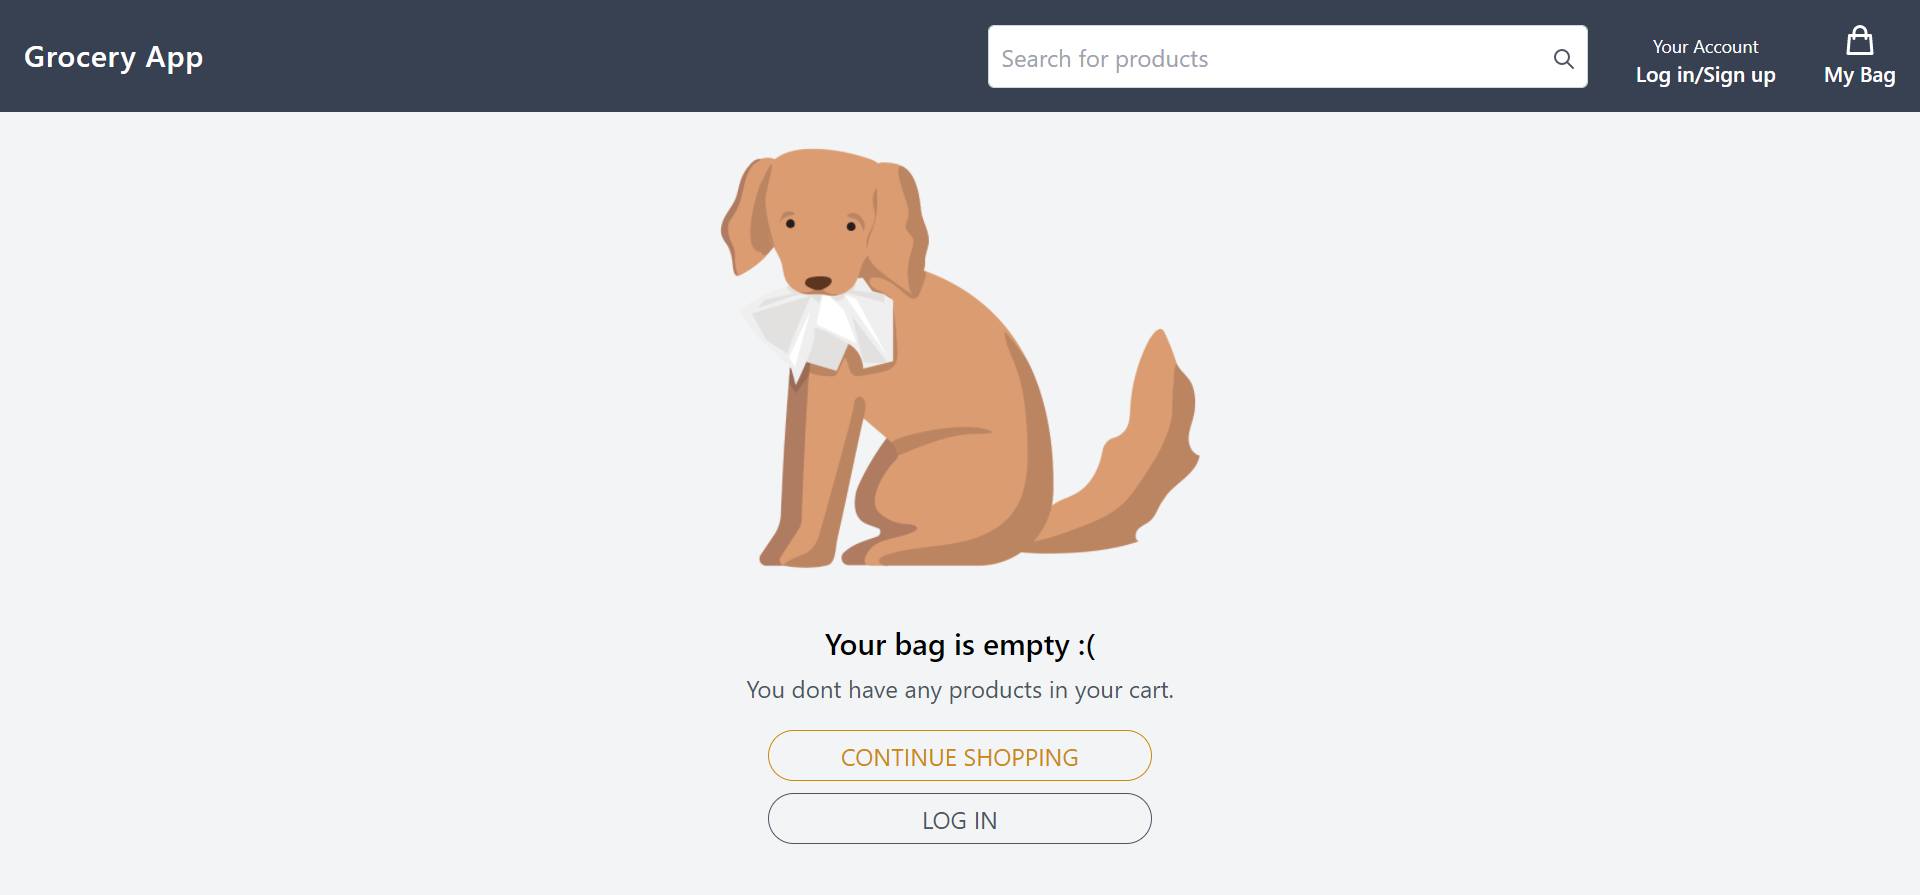 Grocery App
Search for products
Your Account
Log in/Sign up
My Bag
Your bag is empty :(
You dont have any products in your cart.
CONTINUE SHOPPING
LOG IN